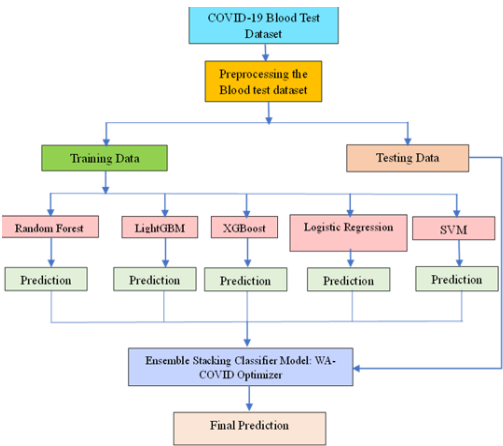 COVID-19 Blood Test
Dataset
Preprocessing the
Blood test dataset
Training Data
Testing Data
Random Forest
LightGBM
XGBoost
Logistic Regression
SVM
Prediction
Prediction
Prediction
Prediction
Prediction
Ensemble Stacking Classifier Model: WA-
COVID Optimizer
Final Prediction